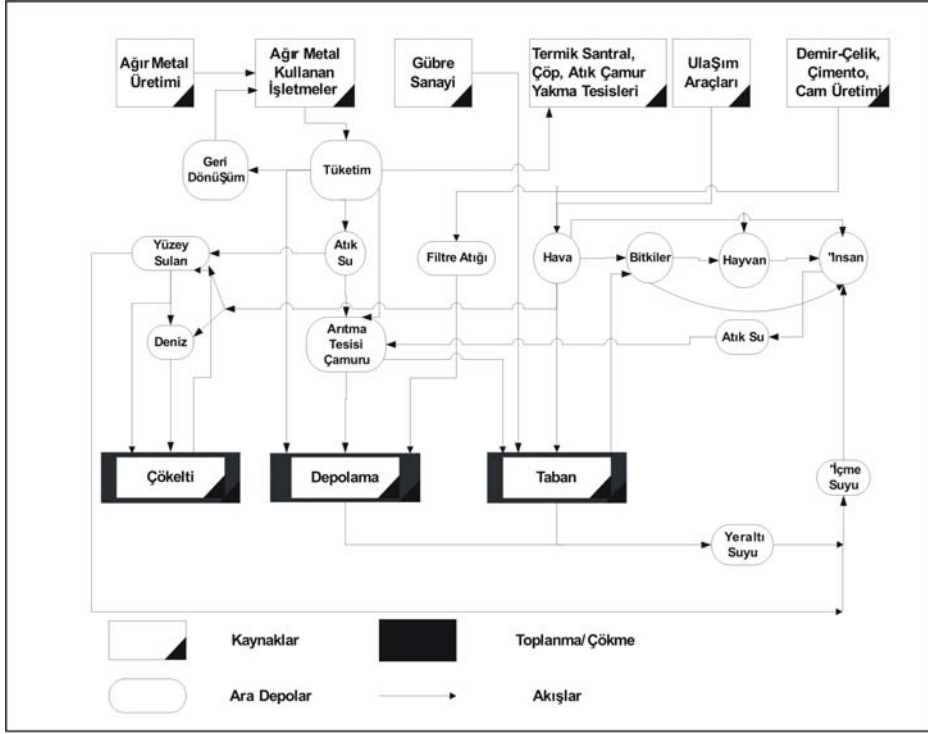 Ağır Metal
Üretimi
Ağır Metal
Kullanan
İşletmeler
Gübre
Sanayi
Termik Santral,
Çöp, Atık Çamur
Yakma Tesisleri
UlaŞım
Araçları
Demir-Çelik,
Çimento,
Cam Üretimi
Geri
DönüŞüm
Tüketim
Yüzey
Suları
Atık
Su
Filtre Atığı
Hava
Bitkiler
Hayvan
"İnsan
Deniz
Arıtma
Tesisi
Çamuru
Atık Su
Çökelti
Depolama
Taban
"İçme
Suyu
Yeraltı
Suyu
Kaynaklar
Toplanma/Çökme
Ara Depolar
Akışlar